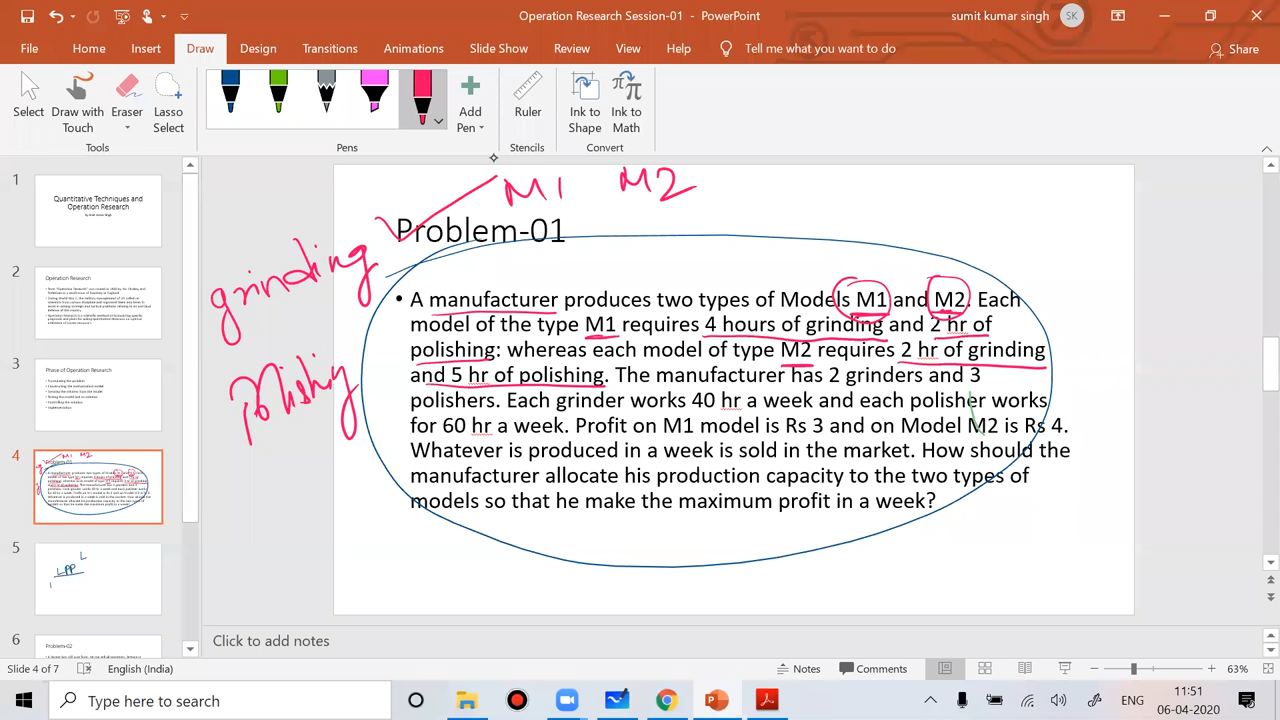 Operation Research Session-01 - PowerPoint
sumit kumar singh
SK
File Home Insert Draw Design Transitions Animations Slide Show Review View Help Tell me what you want to do Share
Select Draw with Touch Eraser Lasso Select Add Pen Ruler Ink to Shape Ink to Math
Tools Pens Stencils Convert
1
Quantitative Techniques and
Operation Research
2
Operation Research
3
Phase of Operation Research
4
5
LPP
6
Problem-02
M1 M2
Problem-01
grinding
polishing
• A manufacturer produces two types of Models M1 and M2. Each
model of the type M1 requires 4 hours of grinding and 2 hr of
polishing: whereas each model of type M2 requires 2 hr of grinding
and 5 hr of polishing. The manufacturer has 2 grinders and 3
polishers. Each grinder works 40 hr a week and each polisher works
for 60 hr a week. Profit on M1 model is Rs 3 and on Model M2 is Rs 4.
Whatever is produced in a week is sold in the market. How should the
manufacturer allocate his production capacity to the two types of
models so that he make the maximum profit in a week?
Click to add notes
Slide 4 of 7 English (India) Notes Comments 63%
Type here to search
ENG
11:51
06-04-2020